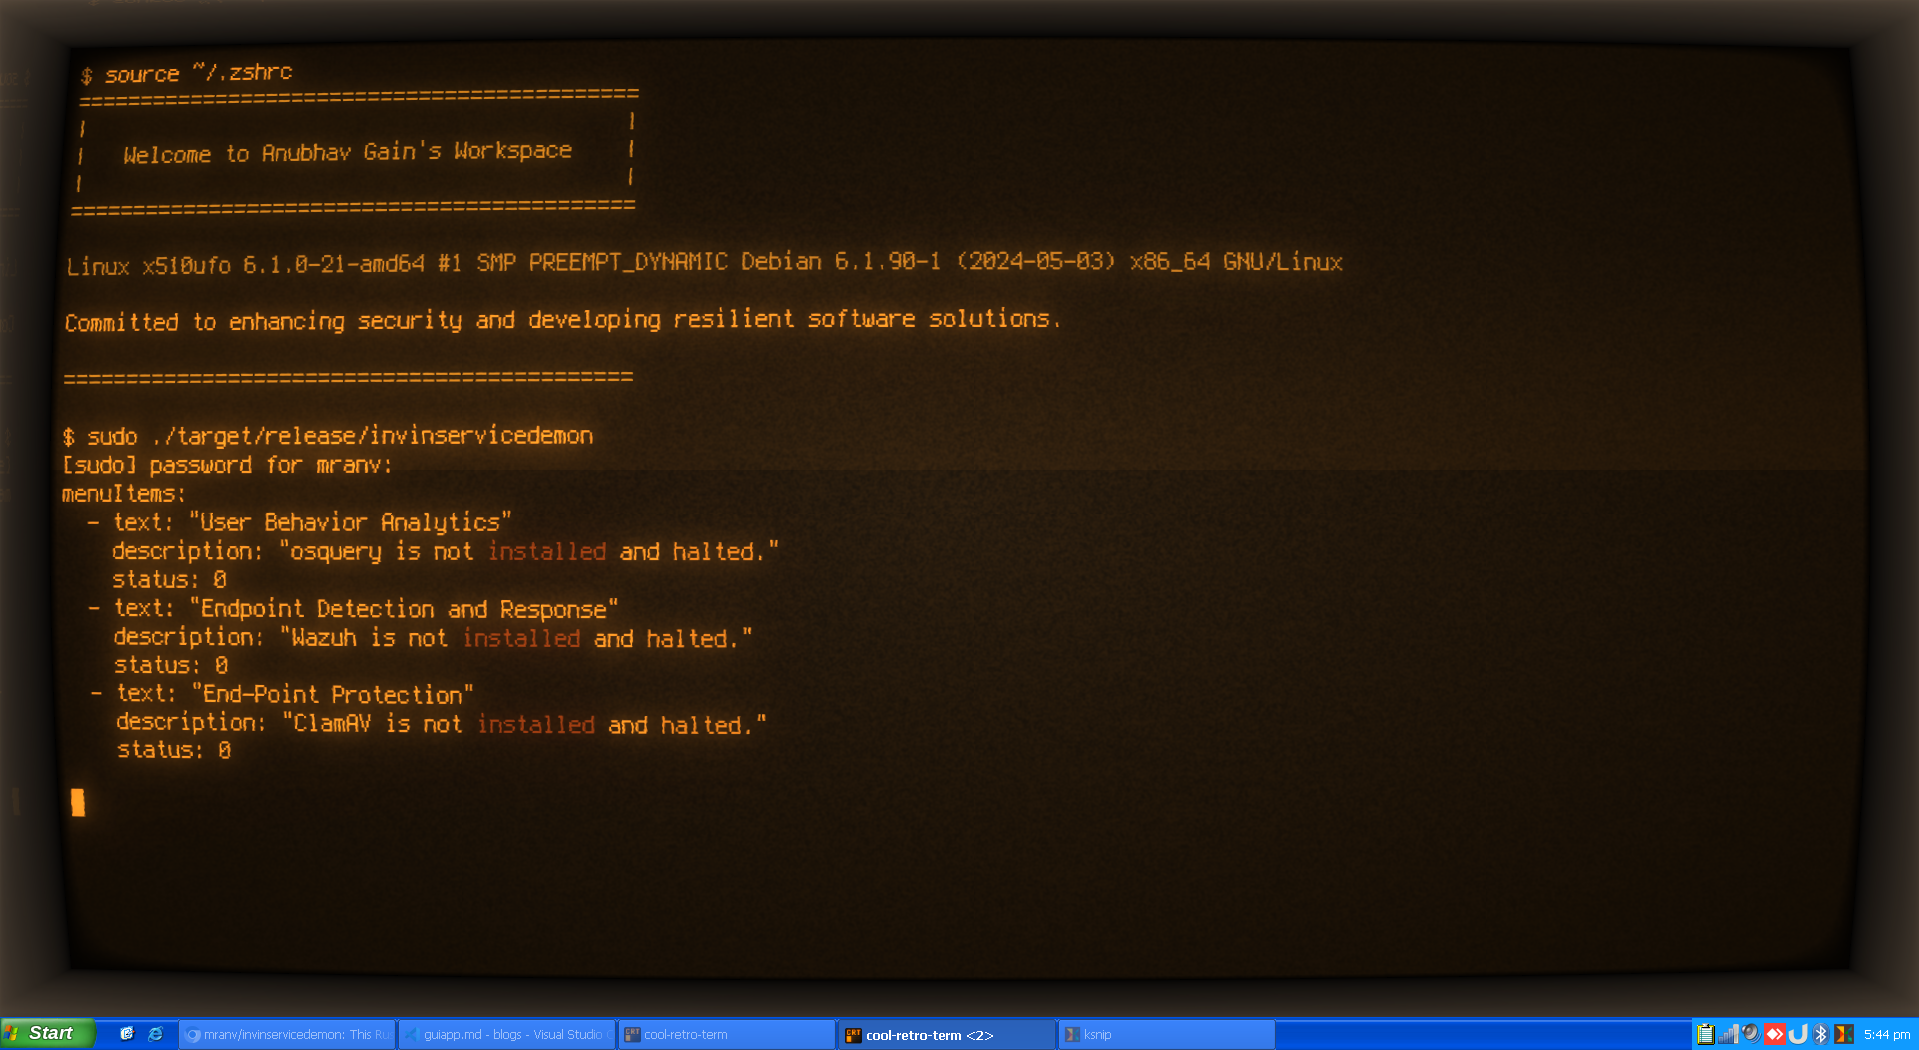 $ source ~/.zshrc
=============================================
|                                           |
|   Welcome to Anubhav Gain's Workspace     |
|                                           |
=============================================
Linux x510ufo 6.1.0-21-amd64 #1 SMP PREEMPT_DYNAMIC Debian 6.1.90-1 (2024-05-03) x86_64 GNU/Linux
Committed to enhancing security and developing resilient software solutions.
=============================================
$ sudo ./target/release/invinservicedemon
[sudo] password for mranv:
menuItems:
  - text: "User Behavior Analytics"
    description: "osquery is not installed and halted."
    status: 0
  - text: "Endpoint Detection and Response"
    description: "Wazuh is not installed and halted."
    status: 0
  - text: "End-Point Protection"
    description: "ClamAV is not installed and halted."
    status: 0
Start mranv/invinservicedemon: This guiapp.md - blogs - Visual Studio cool-retro-term CRT cool-retro-term <2> ksnip 5:44 pm